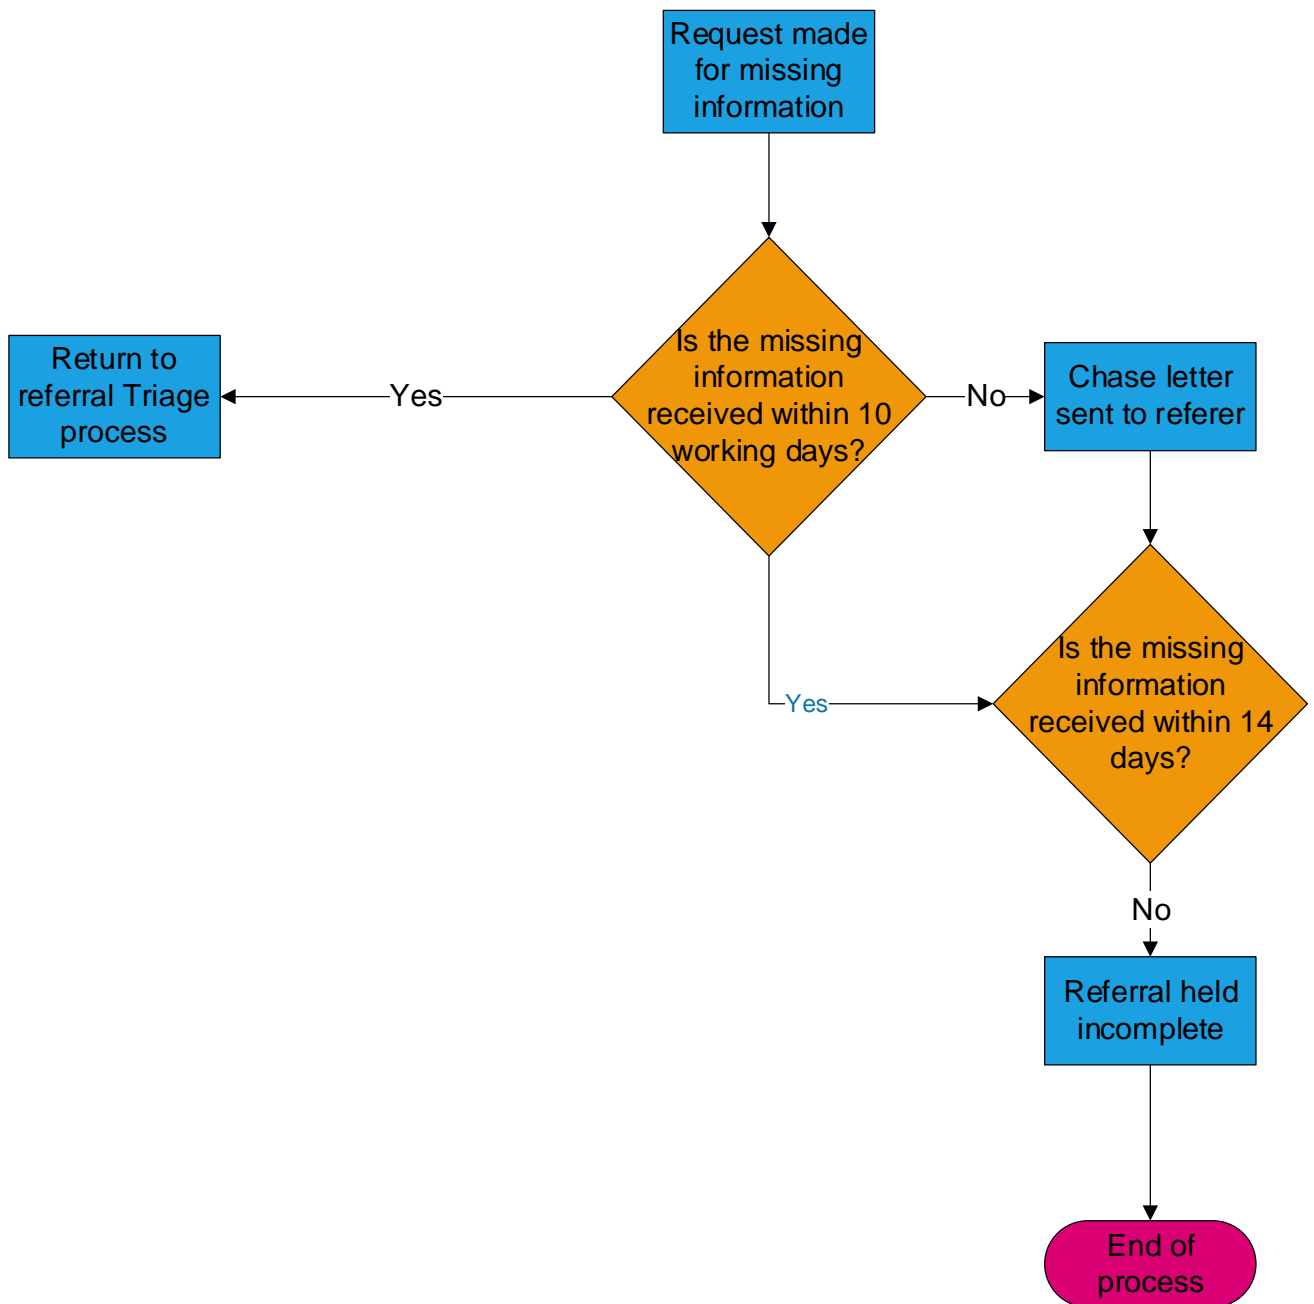 Request made
for missing
information
Is the missing
information
received within 10
working days?
Yes
Return to
referral Triage
process
No
Chase letter
sent to referer
Yes
Is the missing
information
received within 14
days?
No
Referral held
incomplete
End of
process